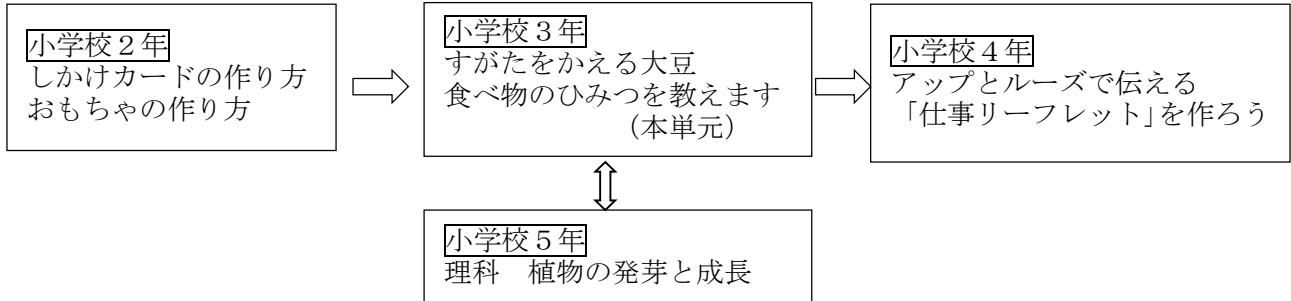 小学校２年
しかけカードの作り方
おもちゃの作り方
小学校３年
すがたをかえる大豆
食べ物のひみつを教えます
（本単元）
小学校４年
アップとルーズで伝える
「仕事リーフレット」を作ろう
小学校５年
理科　植物の発芽と成長